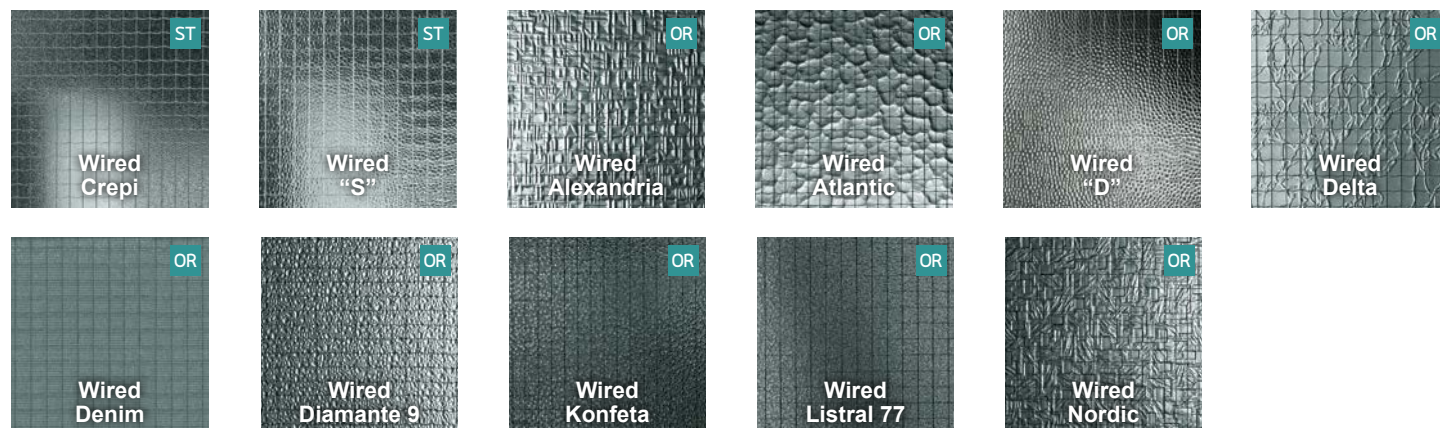 ST
Wired
Crepi
ST
Wired
“S”
OR
Wired
Alexandria
OR
Wired
Atlantic
OR
Wired
“D”
OR
Wired
Delta
OR
Wired
Denim
OR
Wired
Diamante 9
OR
Wired
Konfeta
OR
Wired
Listral 77
OR
Wired
Nordic